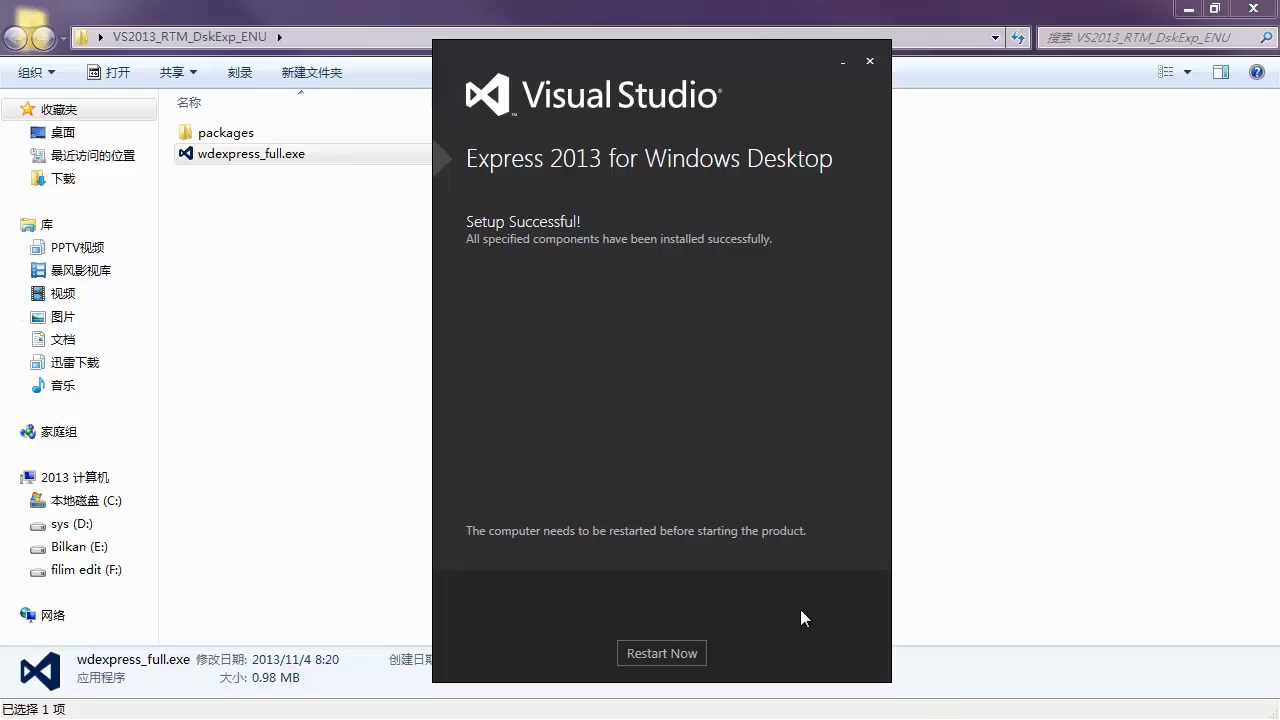 VS2013_RTM_DskExp_ENU
搜索 VS2013_RTM_DskExp_ENU
组织 打开 共享 刻录 新建文件夹
收藏夹
桌面
最近访问的位置
下载
库
PPTV视频
暴风影视库
视频
图片
文档
迅雷下载
音乐
家庭组
2013 计算机
本地磁盘 (C:)
sys (D:)
Bilkan (E:)
filim edit (F:)
网络
名称
packages
wdexpress_full.exe
Visual Studio
Express 2013 for Windows Desktop
Setup Successful!
All specified components have been installed successfully.
The computer needs to be restarted before starting the product.
Restart Now
wdexpress_full.exe 修改日期: 2013/11/4 8:20 创建日期
应用程序 大小: 0.98 MB
已选择 1 项